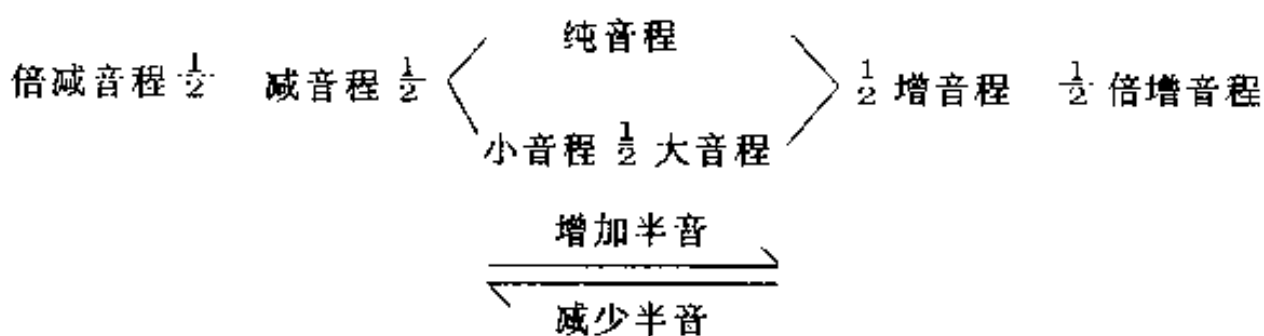 纯音程
倍减音程 1/2 减音程 1/2 1/2 增音程 1/2 倍增音程
小音程 1/2 大音程
增加半音
减少半音